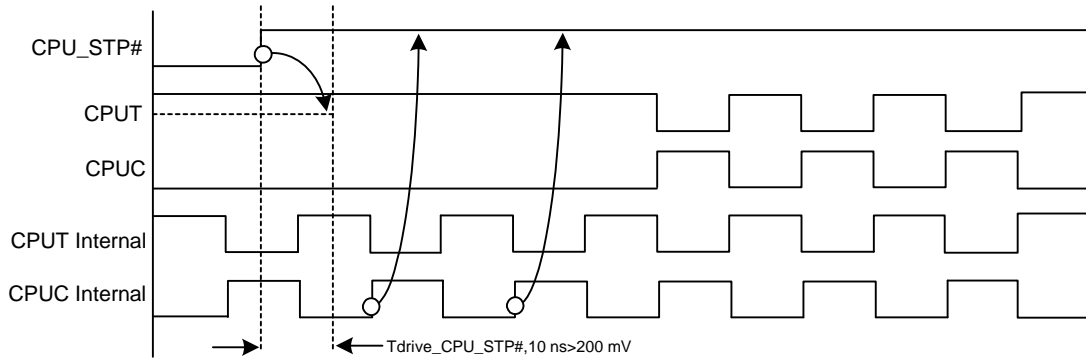 CPU_STP#
CPUT
CPUC
CPUT Internal
CPUC Internal
Tdrive_CPU_STP#,10 ns>200 mV